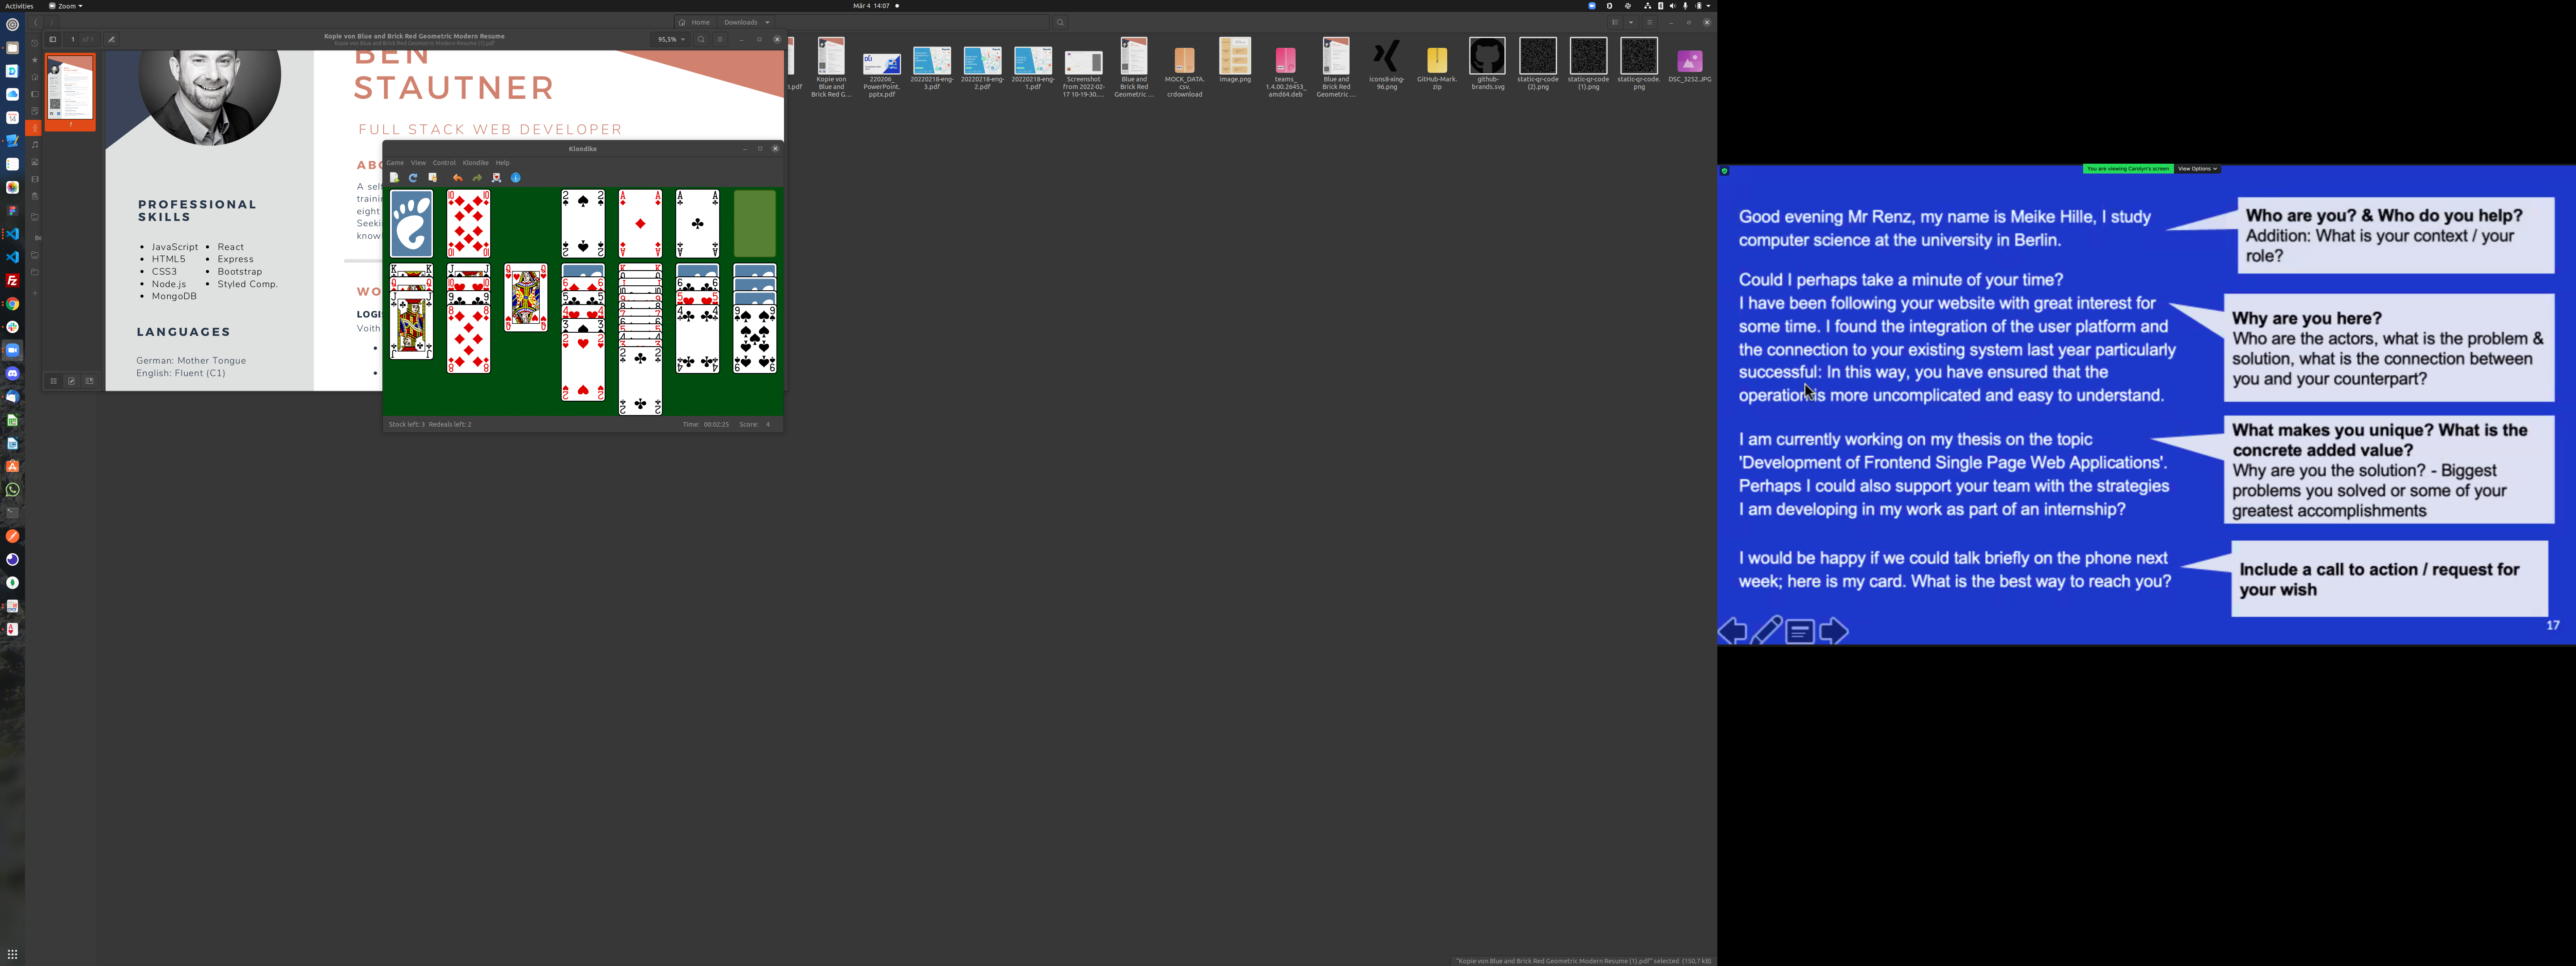 Activities
Zoom
Mär 4 14:07
Home
Downloads
Kopie von Blue and Brick Red Geometric Modern Resume
Kopie von Blue and Brick Red Geometric Modern Resume (1).pdf
1
of 1
95,5%
BEN
STAUTNER
FULL STACK WEB DEVELOPER
PROFESSIONAL
SKILLS
JavaScript
React
HTML5
Express
CSS3
Bootstrap
Node.js
Styled Comp.
MongoDB
LANGUAGES
German: Mother Tongue
English: Fluent (C1)
Klondike
Game View Control Klondike Help
Stock left: 3 Redeals left: 2
Time: 00:02:25 Score: 4
Kopie von
Blue and
Brick Red G…
220206_
PowerPoint.
pptx.pdf
20220218-eng-
3.pdf
20220218-eng-
2.pdf
20220218-eng-
1.pdf
Screenshot
from 2022-02-
17 10-19-30.…
Blue and
Brick Red
Geometric …
MOCK_DATA.
csv.
crdownload
image.png
teams_
1.4.00.26453_
amd64.deb
Blue and
Brick Red
Geometric …
icons8-xing-
96.png
GitHub-Mark.
zip
github-
brands.svg
static-qr-code
(2).png
static-qr-code
(1).png
static-qr-code.
png
DSC_3252.JPG
"Kopie von Blue and Brick Red Geometric Modern Resume (1).pdf" selected (150,7 kB)
You are viewing Carolyn's screen
View Options
Good evening Mr Renz, my name is Meike Hille, I study
computer science at the university in Berlin.
Could I perhaps take a minute of your time?
I have been following your website with great interest for
some time. I found the integration of the user platform and
the connection to your existing system last year particularly
successful: In this way, you have ensured that the
operation is more uncomplicated and easy to understand.
I am currently working on my thesis on the topic
'Development of Frontend Single Page Web Applications'.
Perhaps I could also support your team with the strategies
I am developing in my work as part of an internship?
I would be happy if we could talk briefly on the phone next
week; here is my card. What is the best way to reach you?
Who are you? & Who do you help?
Addition: What is your context / your
role?
Why are you here?
Who are the actors, what is the problem &
solution, what is the connection between
you and your counterpart?
What makes you unique? What is the
concrete added value?
Why are you the solution? - Biggest
problems you solved or some of your
greatest accomplishments
Include a call to action / request for
your wish
17